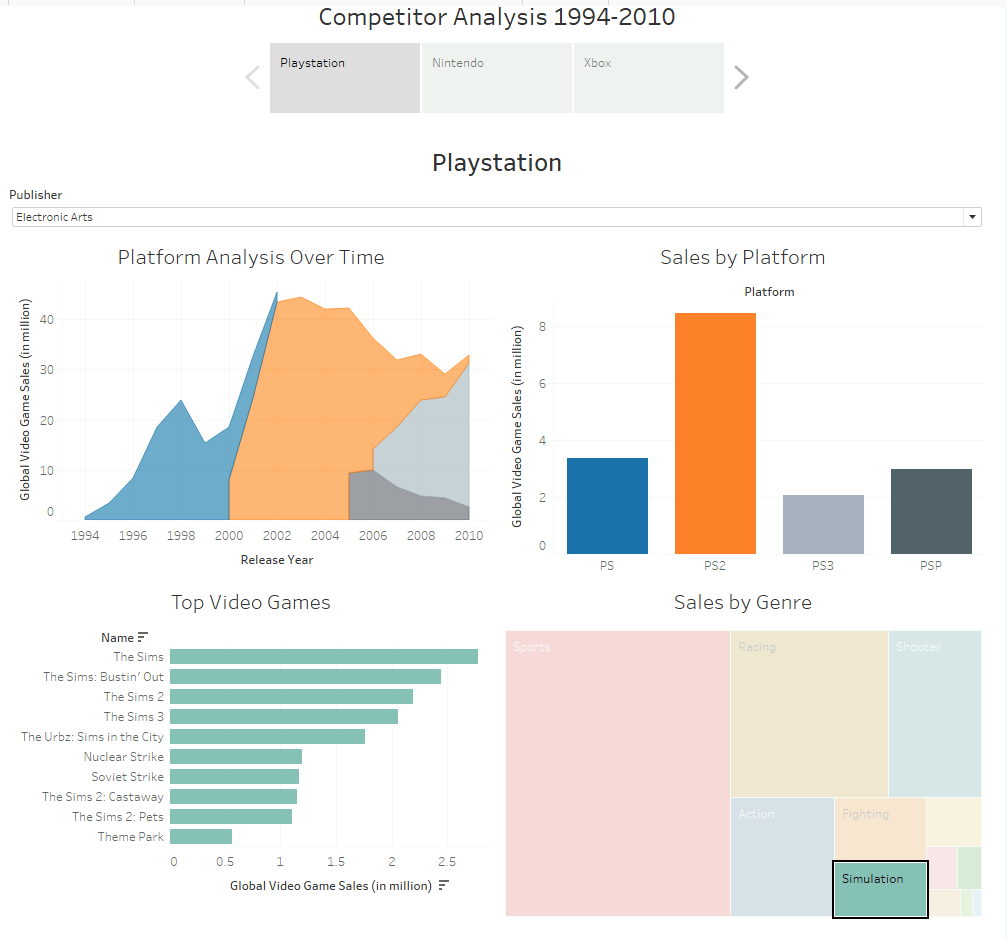 Competitor Analysis 1994-2010
Playstation
Nintendo
Xbox
Playstation
Publisher
Electronic Arts
Platform Analysis Over Time
Global Video Game Sales (in million)
40
30
20
10
0
1994 1996 1998 2000 2002 2004 2006 2008 2010
Release Year
Sales by Platform
Platform
Global Video Game Sales (in million)
8
6
4
2
0
PS PS2 PS3 PSP
Top Video Games
Name
The Sims
The Sims: Bustin' Out
The Sims 2
The Sims 3
The Urbz: Sims in the City
Nuclear Strike
Soviet Strike
The Sims 2: Castaway
The Sims 2: Pets
Theme Park
0 0.5 1 1.5 2 2.5
Global Video Game Sales (in million)
Sales by Genre
Sports
Racing
Shooter
Action
Fighting
Simulation